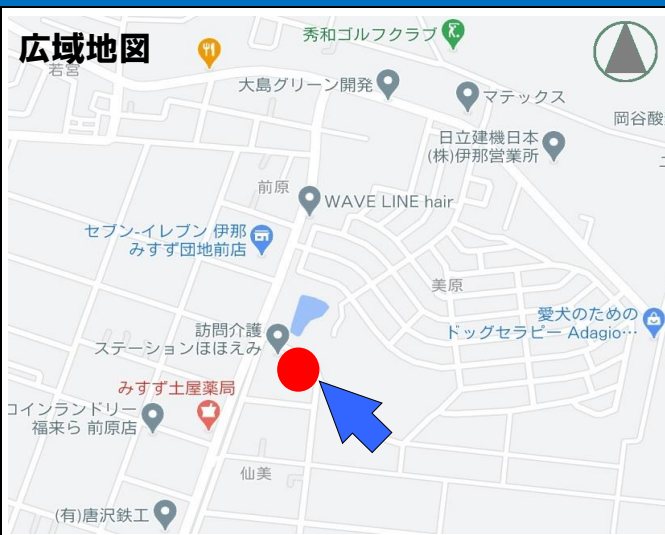 広域地図
若宮
秀和ゴルフクラブ
大島グリーン開発
マテックス
岡谷酸
日立建機日本
(株)伊那営業所
前原
WAVE LINE hair
セブン-イレブン 伊那
みすず団地前店
美原
愛犬のための
ドッグセラピー Adagio…
訪問介護
ステーションほほえみ
みすず土屋薬局
コインランドリー
福来ら 前原店
仙美
(有)唐沢鉄工